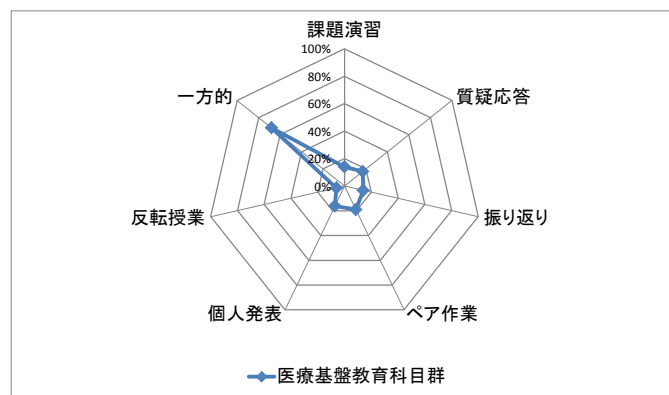 課題演習
100%
80%
60%
40%
20%
0%
質疑応答
振り返り
ペア作業
個人発表
反転授業
一方的
医療基盤教育科目群